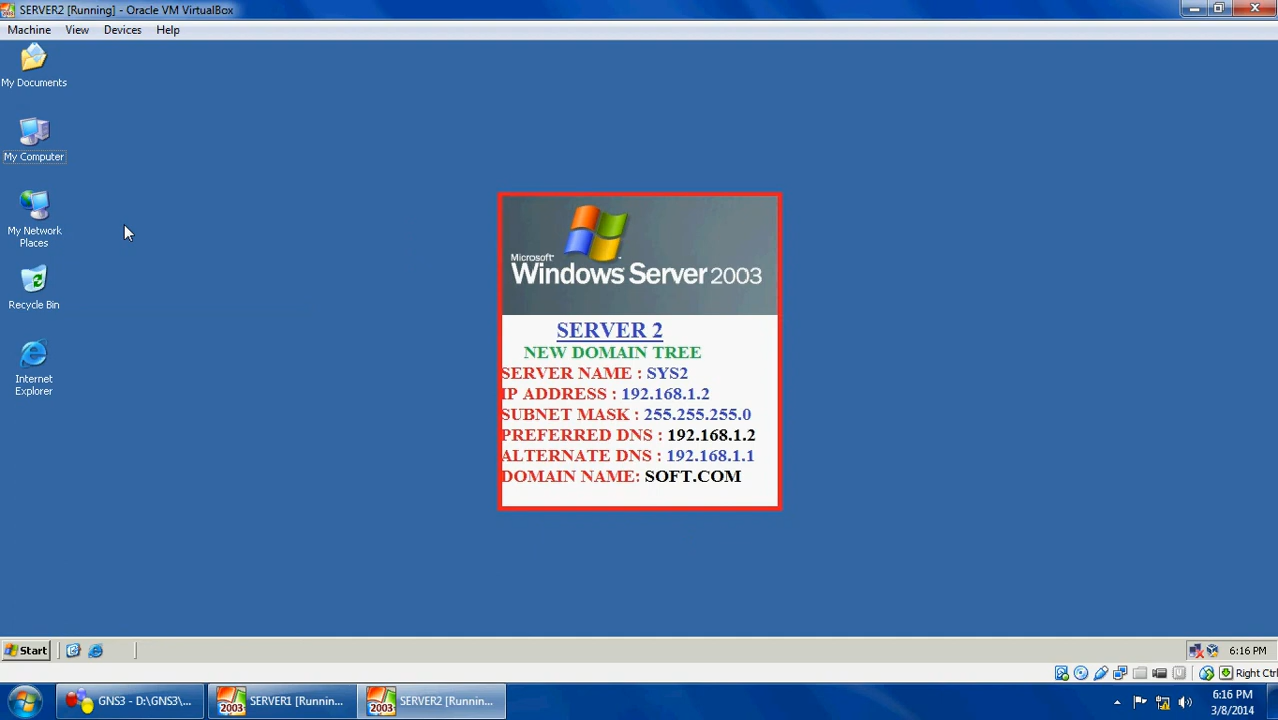 SERVER2 [Running] - Oracle VM VirtualBox
Machine View Devices Help
My Documents
My Computer
My Network
Places
Recycle Bin
Internet
Explorer
Microsoft
Windows Server 2003
SERVER 2
NEW DOMAIN TREE
SERVER NAME : SYS2
IP ADDRESS : 192.168.1.2
SUBNET MASK : 255.255.255.0
PREFERRED DNS : 192.168.1.2
ALTERNATE DNS : 192.168.1.1
DOMAIN NAME: SOFT.COM
Start 6:16 PM
Right Ctrl
GNS3 - D:\GNS3\... 2003 SERVER1 [Runnin... 2003 SERVER2 [Runnin... 6:16 PM
3/8/2014